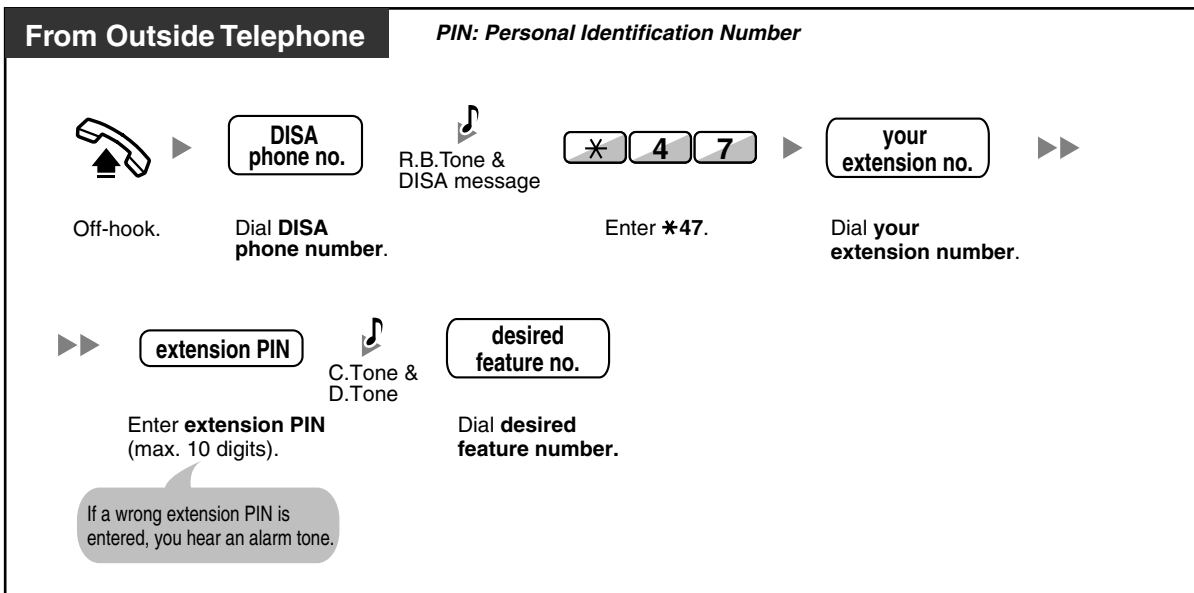 From Outside Telephone
PIN: Personal Identification Number
DISA
phone no.
R.B.Tone &
DISA message
* 4 7
your
extension no.
Off-hook.
Dial DISA
phone number.
Enter *47.
Dial your
extension number.
extension PIN
C.Tone &
D.Tone
desired
feature no.
Enter extension PIN
(max. 10 digits).
Dial desired
feature number.
If a wrong extension PIN is
entered, you hear an alarm tone.